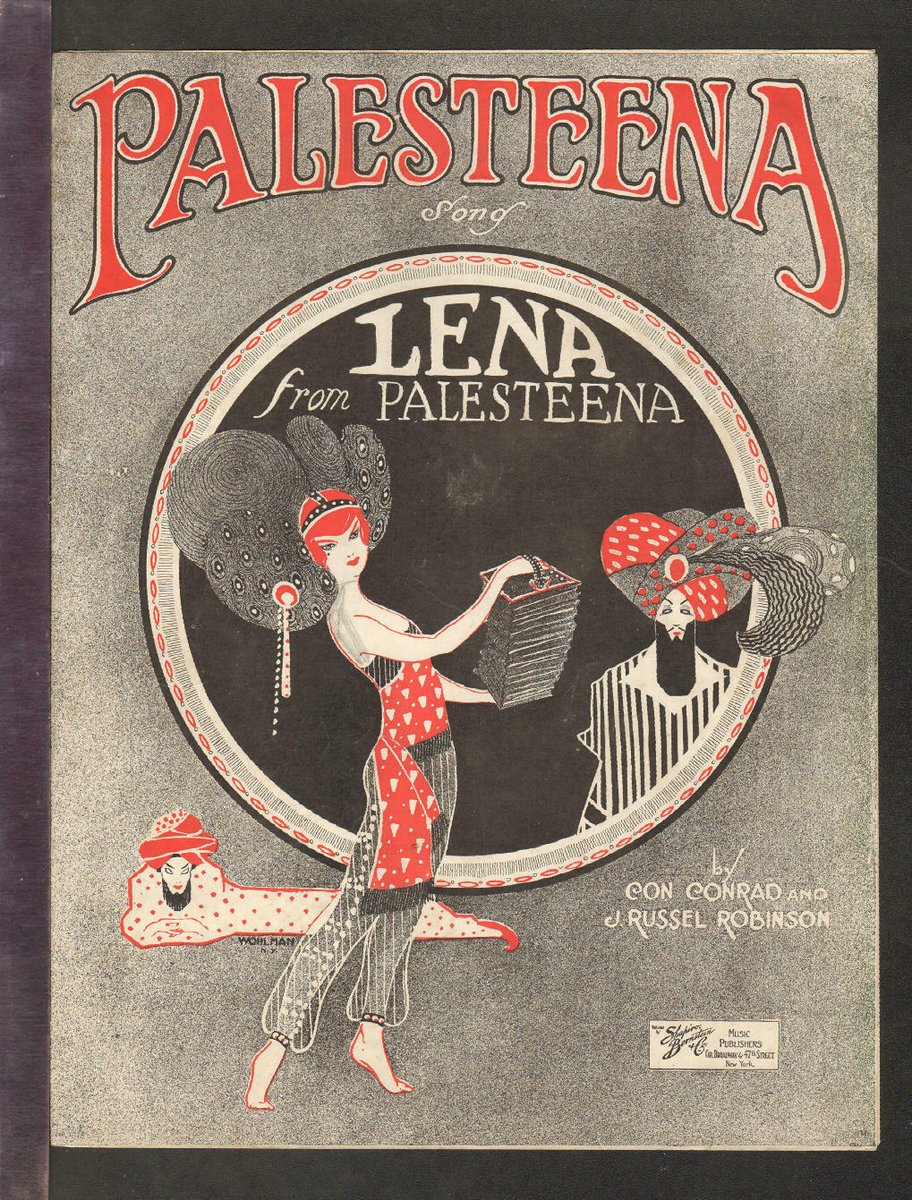 PALESTEENA
Song
LENA
from PALESTEENA
by
CON CONRAD AND
J. RUSSEL ROBINSON
WOHLMAN
N.Y.
Shapiro
Bernstein
& Co.
MUSIC
PUBLISHERS
COR. BROADWAY & 47TH STREET
NEW YORK.